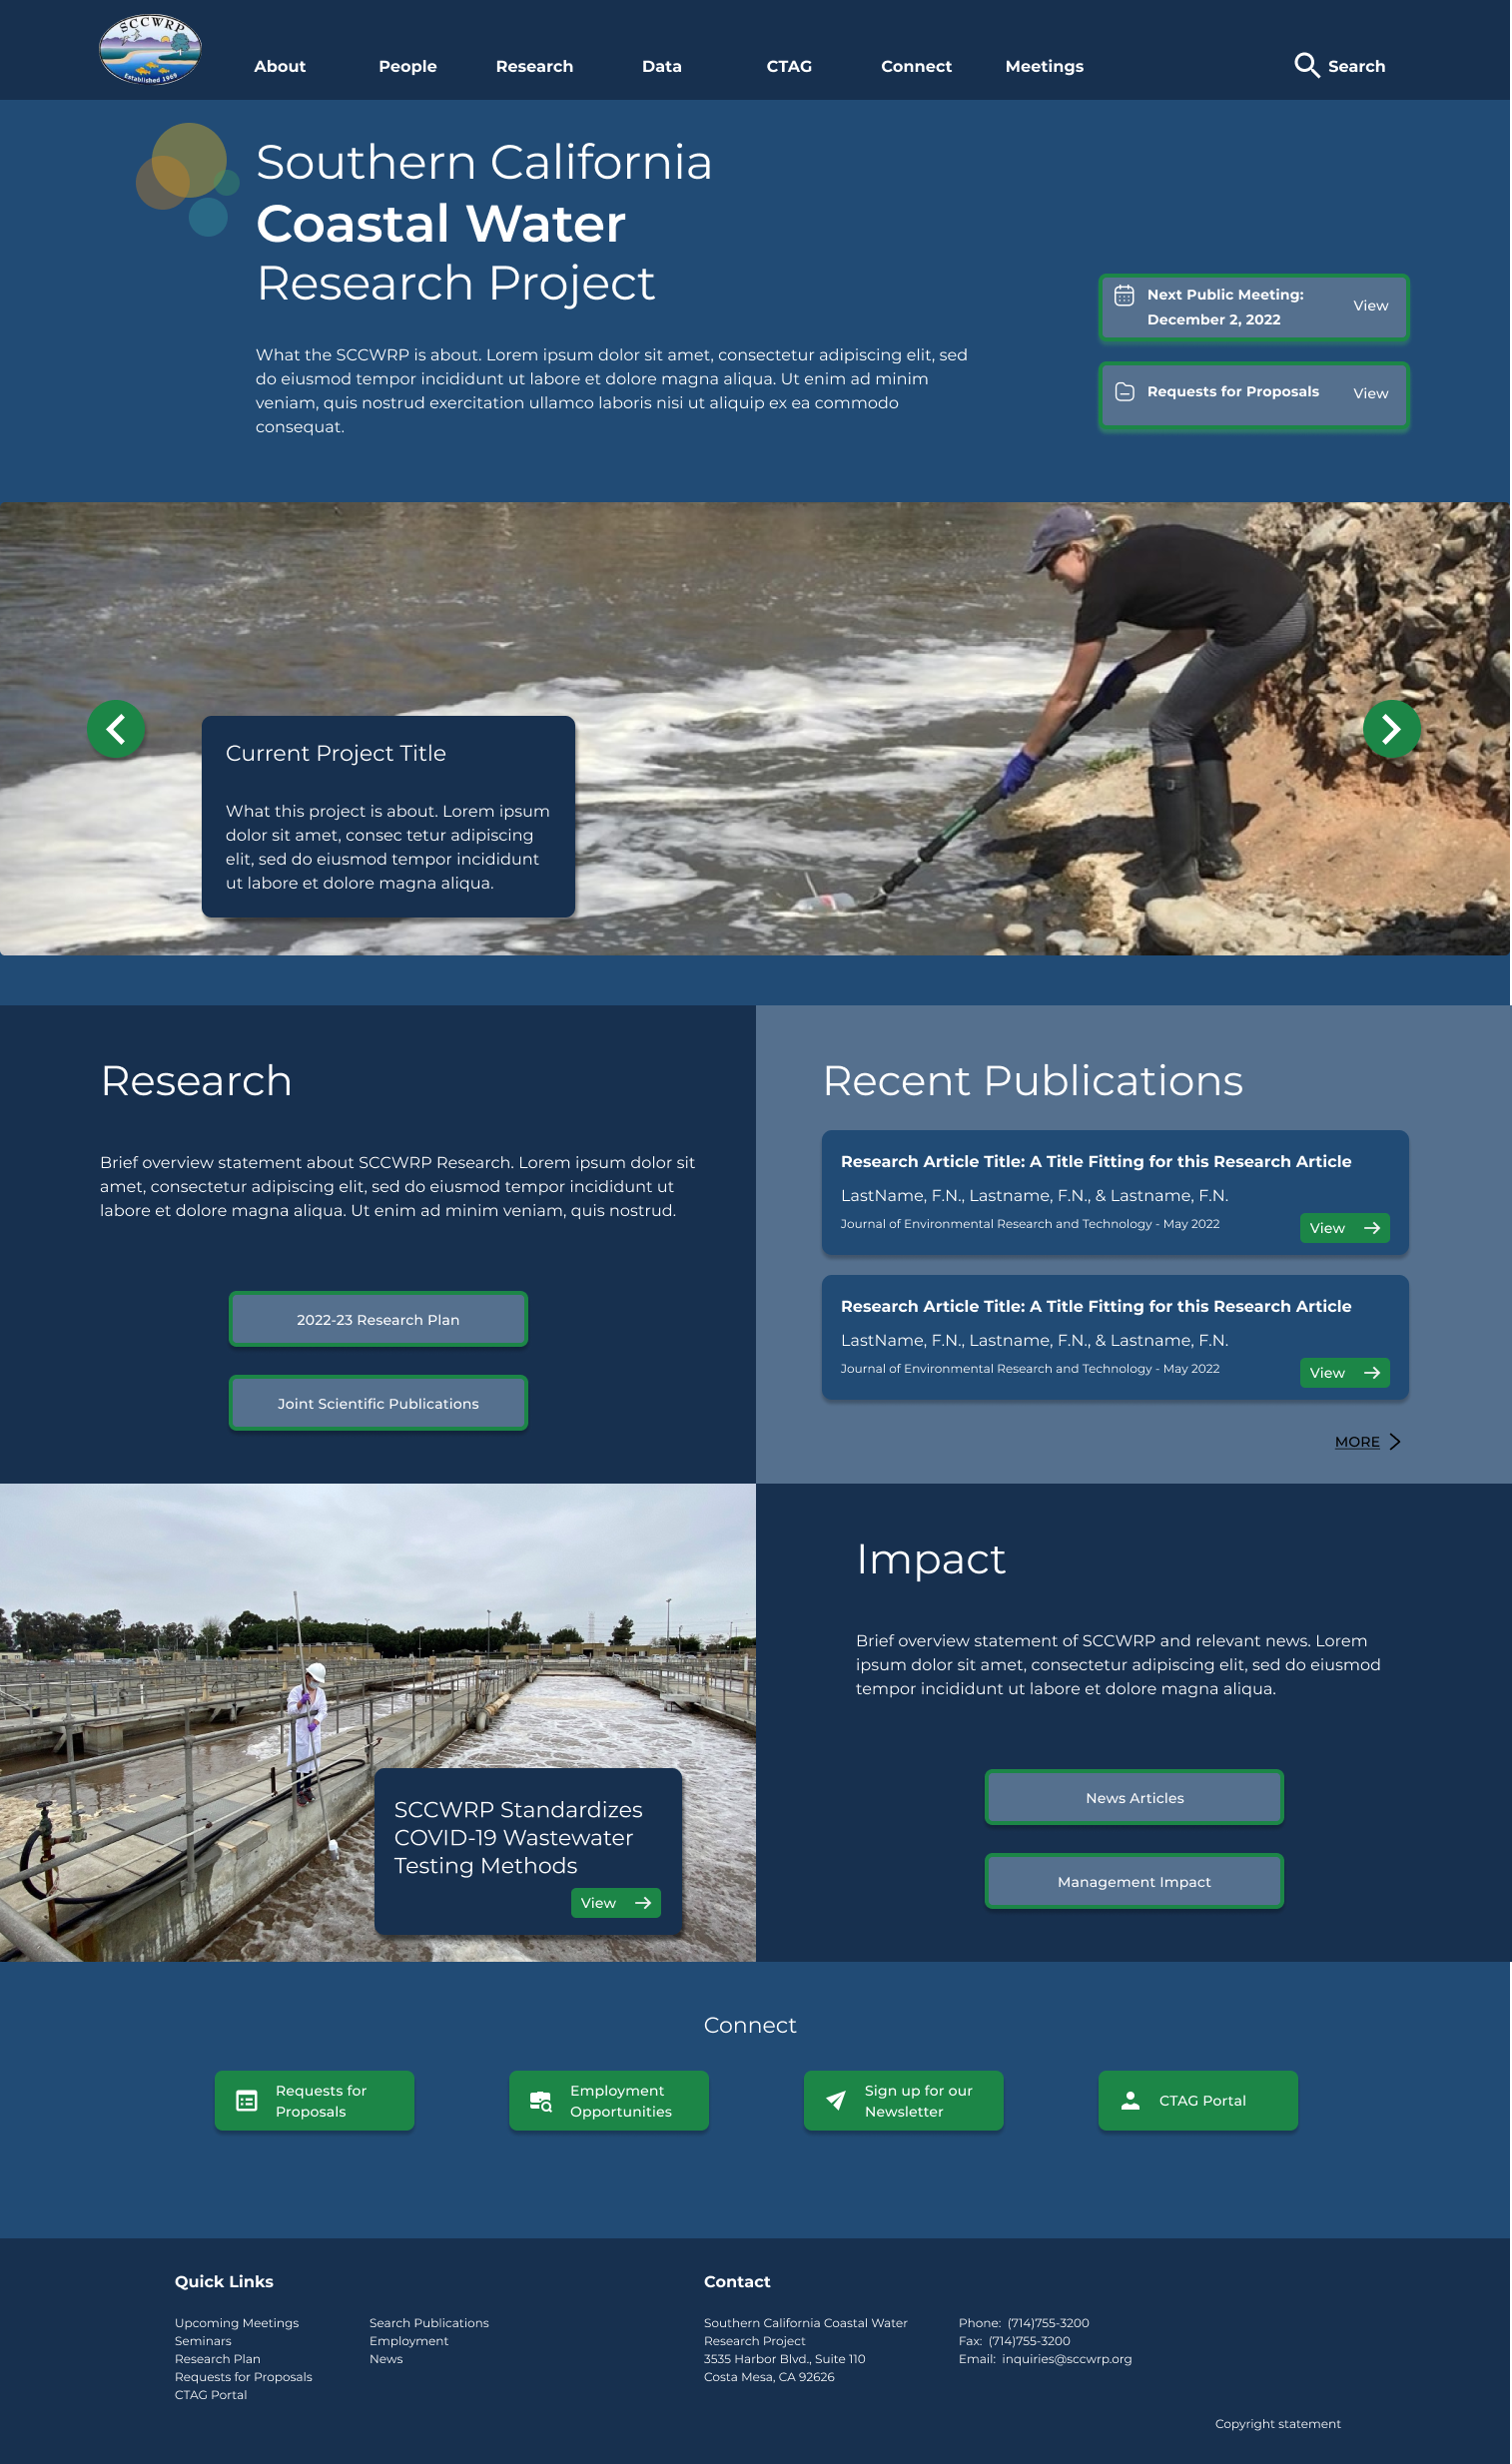 SCCWRP
Established 1969
About
People
Research
Data
CTAG
Connect
Meetings
Search
Southern California
Coastal Water
Research Project
What the SCCWRP is about. Lorem ipsum dolor sit amet, consectetur adipiscing elit, sed
do eiusmod tempor incididunt ut labore et dolore magna aliqua. Ut enim ad minim
veniam, quis nostrud exercitation ullamco laboris nisi ut aliquip ex ea commodo
consequat.
Next Public Meeting:
December 2, 2022
View
Requests for Proposals
View
Current Project Title
What this project is about. Lorem ipsum
dolor sit amet, consec tetur adipiscing
elit, sed do eiusmod tempor incididunt
ut labore et dolore magna aliqua.
Research
Brief overview statement about SCCWRP Research. Lorem ipsum dolor sit
amet, consectetur adipiscing elit, sed do eiusmod tempor incididunt ut
labore et dolore magna aliqua. Ut enim ad minim veniam, quis nostrud.
2022-23 Research Plan
Joint Scientific Publications
Recent Publications
Research Article Title: A Title Fitting for this Research Article
LastName, F.N., Lastname, F.N., & Lastname, F.N.
Journal of Environmental Research and Technology - May 2022
View
Research Article Title: A Title Fitting for this Research Article
LastName, F.N., Lastname, F.N., & Lastname, F.N.
Journal of Environmental Research and Technology - May 2022
View
MORE
SCCWRP Standardizes
COVID-19 Wastewater
Testing Methods
View
Impact
Brief overview statement of SCCWRP and relevant news. Lorem
ipsum dolor sit amet, consectetur adipiscing elit, sed do eiusmod
tempor incididunt ut labore et dolore magna aliqua.
News Articles
Management Impact
Connect
Requests for
Proposals
Employment
Opportunities
Sign up for our
Newsletter
CTAG Portal
Quick Links
Upcoming Meetings
Seminars
Research Plan
Requests for Proposals
CTAG Portal
Search Publications
Employment
News
Contact
Southern California Coastal Water
Research Project
3535 Harbor Blvd., Suite 110
Costa Mesa, CA 92626
Phone: (714)755-3200
Fax: (714)755-3200
Email: inquiries@sccwrp.org
Copyright statement